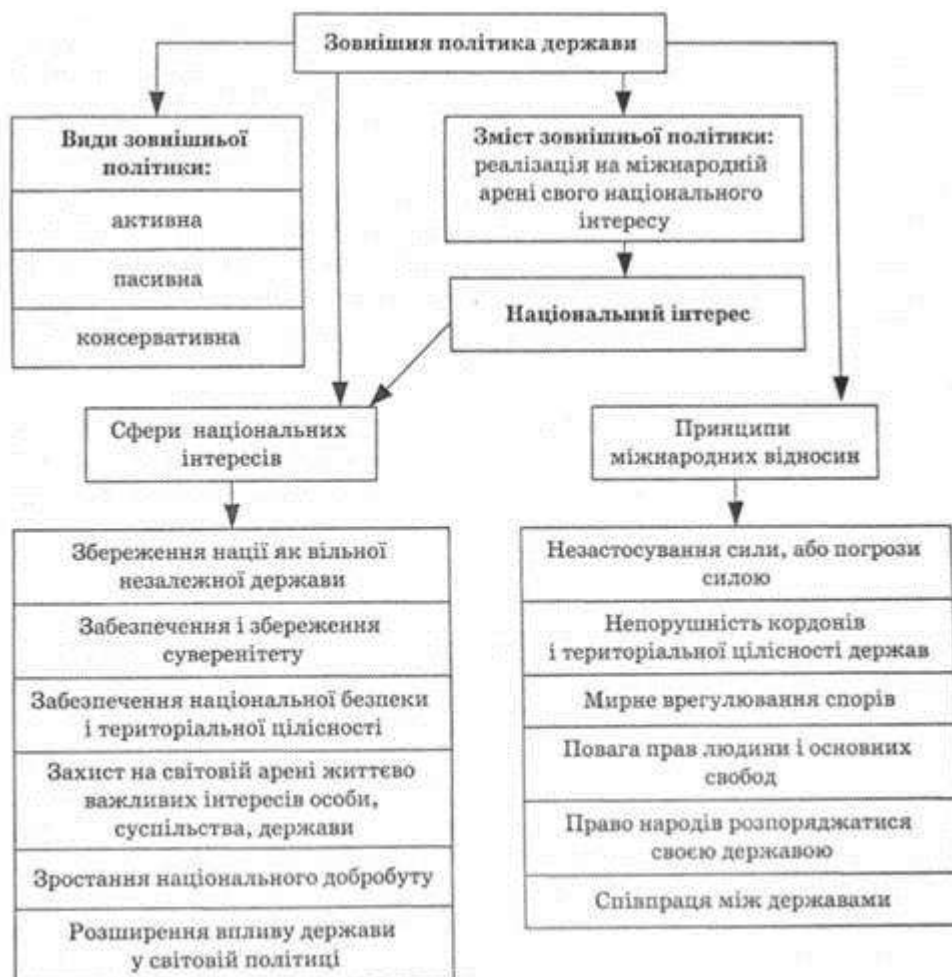 Зовнішня політика держави
Види зовнішньої
політики:
активна
пасивна
консервативна
Зміст зовнішньої політики:
реалізація на міжнародній
арені свого національного
інтересу
Національний інтерес
Сфери національних
інтересів
Принципи
міжнародних відносин
Збереження нації як вільної
незалежної держави
Забезпечення і збереження
суверенітету
Забезпечення національної безпеки
і територіальної цілісності
Захист на світовій арені життєво
важливих інтересів особи,
суспільства, держави
Зростання національного добробуту
Розширення впливу держави
у світовій політиці
Незастосування сили, або погрози
силою
Непорушність кордонів
і територіальної цілісності держав
Мирне врегулювання спорів
Повага прав людини і основних
свобод
Право народів розпоряджатися
своєю державою
Співпраця між державами